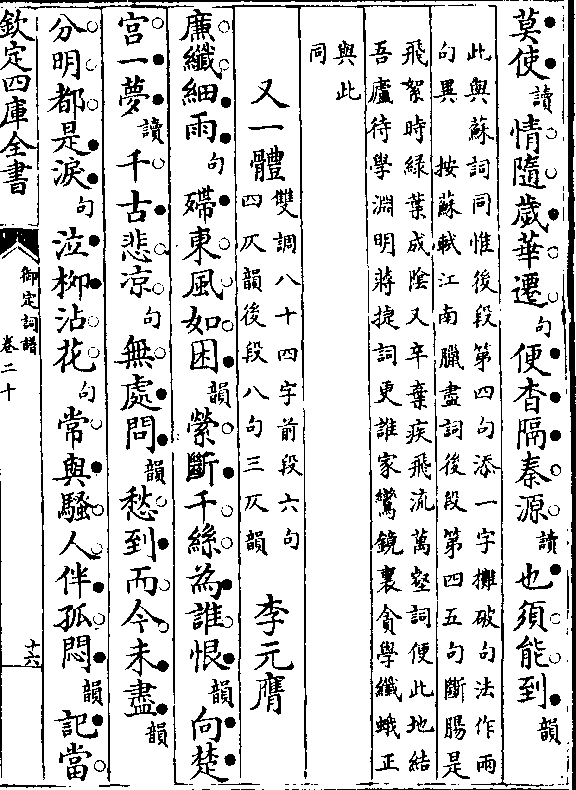 莫使讀情隨歲華遷句便杳隔秦源讀也須能到韻
此與蘇詞同惟後段第四句添一字攤破句法作兩
句異　按蘇軾江南臘盡詞後段第四五句斷腸是
飛絮時緑葉成陰又辛棄疾飛流萬壑詞便此地結
吾廬待學淵明蔣捷詞更誰家鸞鏡裏貪學纖蛾正
與此
同
又一體雙調八十四字前段六句
四仄韻後段八句三仄韻　李元膺
廉纖細雨句殢東風如困韻縈斷千絲為誰恨韻向楚
宫一夢讀千古悲凉句無處問韻愁到而今未盡韻
分明都是淚句泣柳沾花句常與騷人伴孤悶韻記當
欽定四庫全書
御定詞譜
卷二十
十六